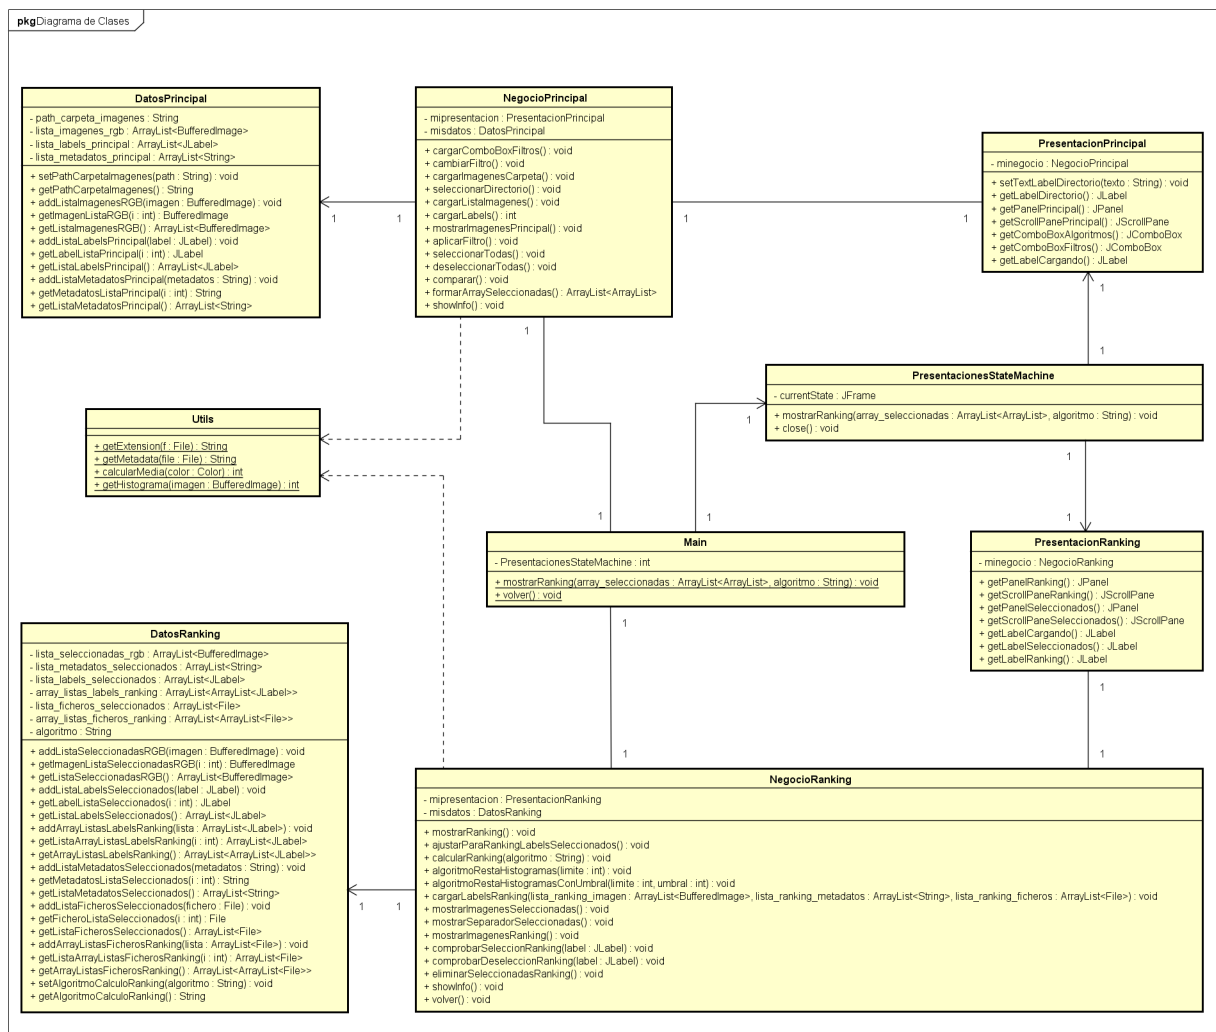 pkg Diagrama de Clases
DatosPrincipal
- path_carpeta_imagenes : String
- lista_imagenes_rgb : ArrayList<BufferedImage>
- lista_labels_principal : ArrayList<JLabel>
- lista_metadatos_principal : ArrayList<String>
+ setPathCarpetaImagenes(path : String) : void
+ getPathCarpetaImagenes() : String
+ addListaImagenesRGB(imagen : BufferedImage) : void
+ getImagenListaRGB(i : int) : BufferedImage
+ getListaImagenesRGB() : ArrayList<BufferedImage>
+ addListaLabelsPrincipal(label : JLabel) : void
+ getLabelListaPrincipal(i : int) : JLabel
+ getListaLabelsPrincipal() : ArrayList<JLabel>
+ addListaMetadatosPrincipal(metadatos : String) : void
+ getMetadatosListaPrincipal(i : int) : String
+ getListaMetadatosPrincipal() : ArrayList<String>
1
1
NegocioPrincipal
- mipresentacion : PresentacionPrincipal
- misdatos : DatosPrincipal
+ cargarComboBoxFiltros() : void
+ cambiarFiltro() : void
+ cargarImagenesCarpeta() : void
+ seleccionarDirectorio() : void
+ cargarListaImagenes() : void
+ cargarLabels() : int
+ mostrarImagenesPrincipal() : void
+ aplicarFiltro() : void
+ seleccionarTodas() : void
+ deseleccionarTodas() : void
+ comparar() : void
+ formarArraySeleccionadas() : ArrayList<ArrayList>
+ showInfo() : void
1
1
1
PresentacionPrincipal
- minegocio : NegocioPrincipal
+ setTextLabelDirectorio(texto : String) : void
+ getLabelDirectorio() : JLabel
+ getPanelPrincipal() : JPanel
+ getScrollPanePrincipal() : JScrollPane
+ getComboBoxAlgoritmos() : JComboBox
+ getComboBoxFiltros() : JComboBox
+ getLabelCargando() : JLabel
1
1
PresentacionesStateMachine
- currentState : JFrame
+ mostrarRanking(array_seleccionadas : ArrayList<ArrayList>, algoritmo : String) : void
+ close() : void
1
1
Utils
+ getExtension(f : File) : String
+ getMetadata(file : File) : String
+ calcularMedia(color : Color) : int
+ getHistograma(imagen : BufferedImage) : int
1
1
1
Main
- PresentacionesStateMachine : int
+ mostrarRanking(array_seleccionadas : ArrayList<ArrayList>, algoritmo : String) : void
+ volver() : void
1
1
PresentacionRanking
- minegocio : NegocioRanking
+ getPanelRanking() : JPanel
+ getScrollPaneRanking() : JScrollPane
+ getPanelSeleccionados() : JPanel
+ getScrollPaneSeleccionados() : JScrollPane
+ getLabelCargando() : JLabel
+ getLabelSeleccionados() : JLabel
+ getLabelRanking() : JLabel
1
1
DatosRanking
- lista_seleccionadas_rgb : ArrayList<BufferedImage>
- lista_metadatos_seleccionados : ArrayList<String>
- lista_labels_seleccionados : ArrayList<JLabel>
- array_listas_labels_ranking : ArrayList<ArrayList<JLabel>>
- lista_ficheros_seleccionados : ArrayList<File>
- array_listas_ficheros_ranking : ArrayList<ArrayList<File>>
- algoritmo : String
+ addListaSeleccionadasRGB(imagen : BufferedImage) : void
+ getImagenListaSeleccionadasRGB(i : int) : BufferedImage
+ getListaSeleccionadasRGB() : ArrayList<BufferedImage>
+ addListaLabelsSeleccionados(label : JLabel) : void
+ getLabelListaSeleccionados(i : int) : JLabel
+ getListaLabelsSeleccionados() : ArrayList<JLabel>
+ addArrayListasLabelsRanking(lista : ArrayList<JLabel>) : void
+ getListaArrayListasLabelsRanking(i : int) : ArrayList<JLabel>
+ getArrayListasLabelsRanking() : ArrayList<ArrayList<JLabel>>
+ addListaMetadatosSeleccionados(metadatos : String) : void
+ getMetadatosListaSeleccionados(i : int) : String
+ getListaMetadatosSeleccionados() : ArrayList<String>
+ addListaFicherosSeleccionados(fichero : File) : void
+ getFicheroListaSeleccionados(i : int) : File
+ getListaFicherosSeleccionados() : ArrayList<File>
+ addArrayListasFicherosRanking(lista : ArrayList<File>) : void
+ getListaArrayListasFicherosRanking(i : int) : ArrayList<File>
+ getArrayListasFicherosRanking() : ArrayList<ArrayList<File>>
+ setAlgoritmoCalculoRanking(algoritmo : String) : void
+ getAlgoritmoCalculoRanking() : String
1
1
1
NegocioRanking
- mipresentacion : PresentacionRanking
- misdatos : DatosRanking
+ mostrarRanking() : void
+ ajustarParaRankingLabelsSeleccionados() : void
+ calcularRanking(algoritmo : String) : void
+ algoritmoRestaHistogramas(limite : int) : void
+ algoritmoRestaHistogramasConUmbral(limite : int, umbral : int) : void
+ cargarLabelsRanking(lista_ranking_imagen : ArrayList<BufferedImage>, lista_ranking_metadatos : ArrayList<String>, lista_ranking_ficheros : ArrayList<File>) : void
+ mostrarImagenesSeleccionadas() : void
+ mostrarSeparadorSeleccionadas() : void
+ mostrarImagenesRanking() : void
+ comprobarSeleccionRanking(label : JLabel) : void
+ comprobarDeseleccionRanking(label : JLabel) : void
+ eliminarSeleccionadasRanking() : void
+ showInfo() : void
+ volver() : void